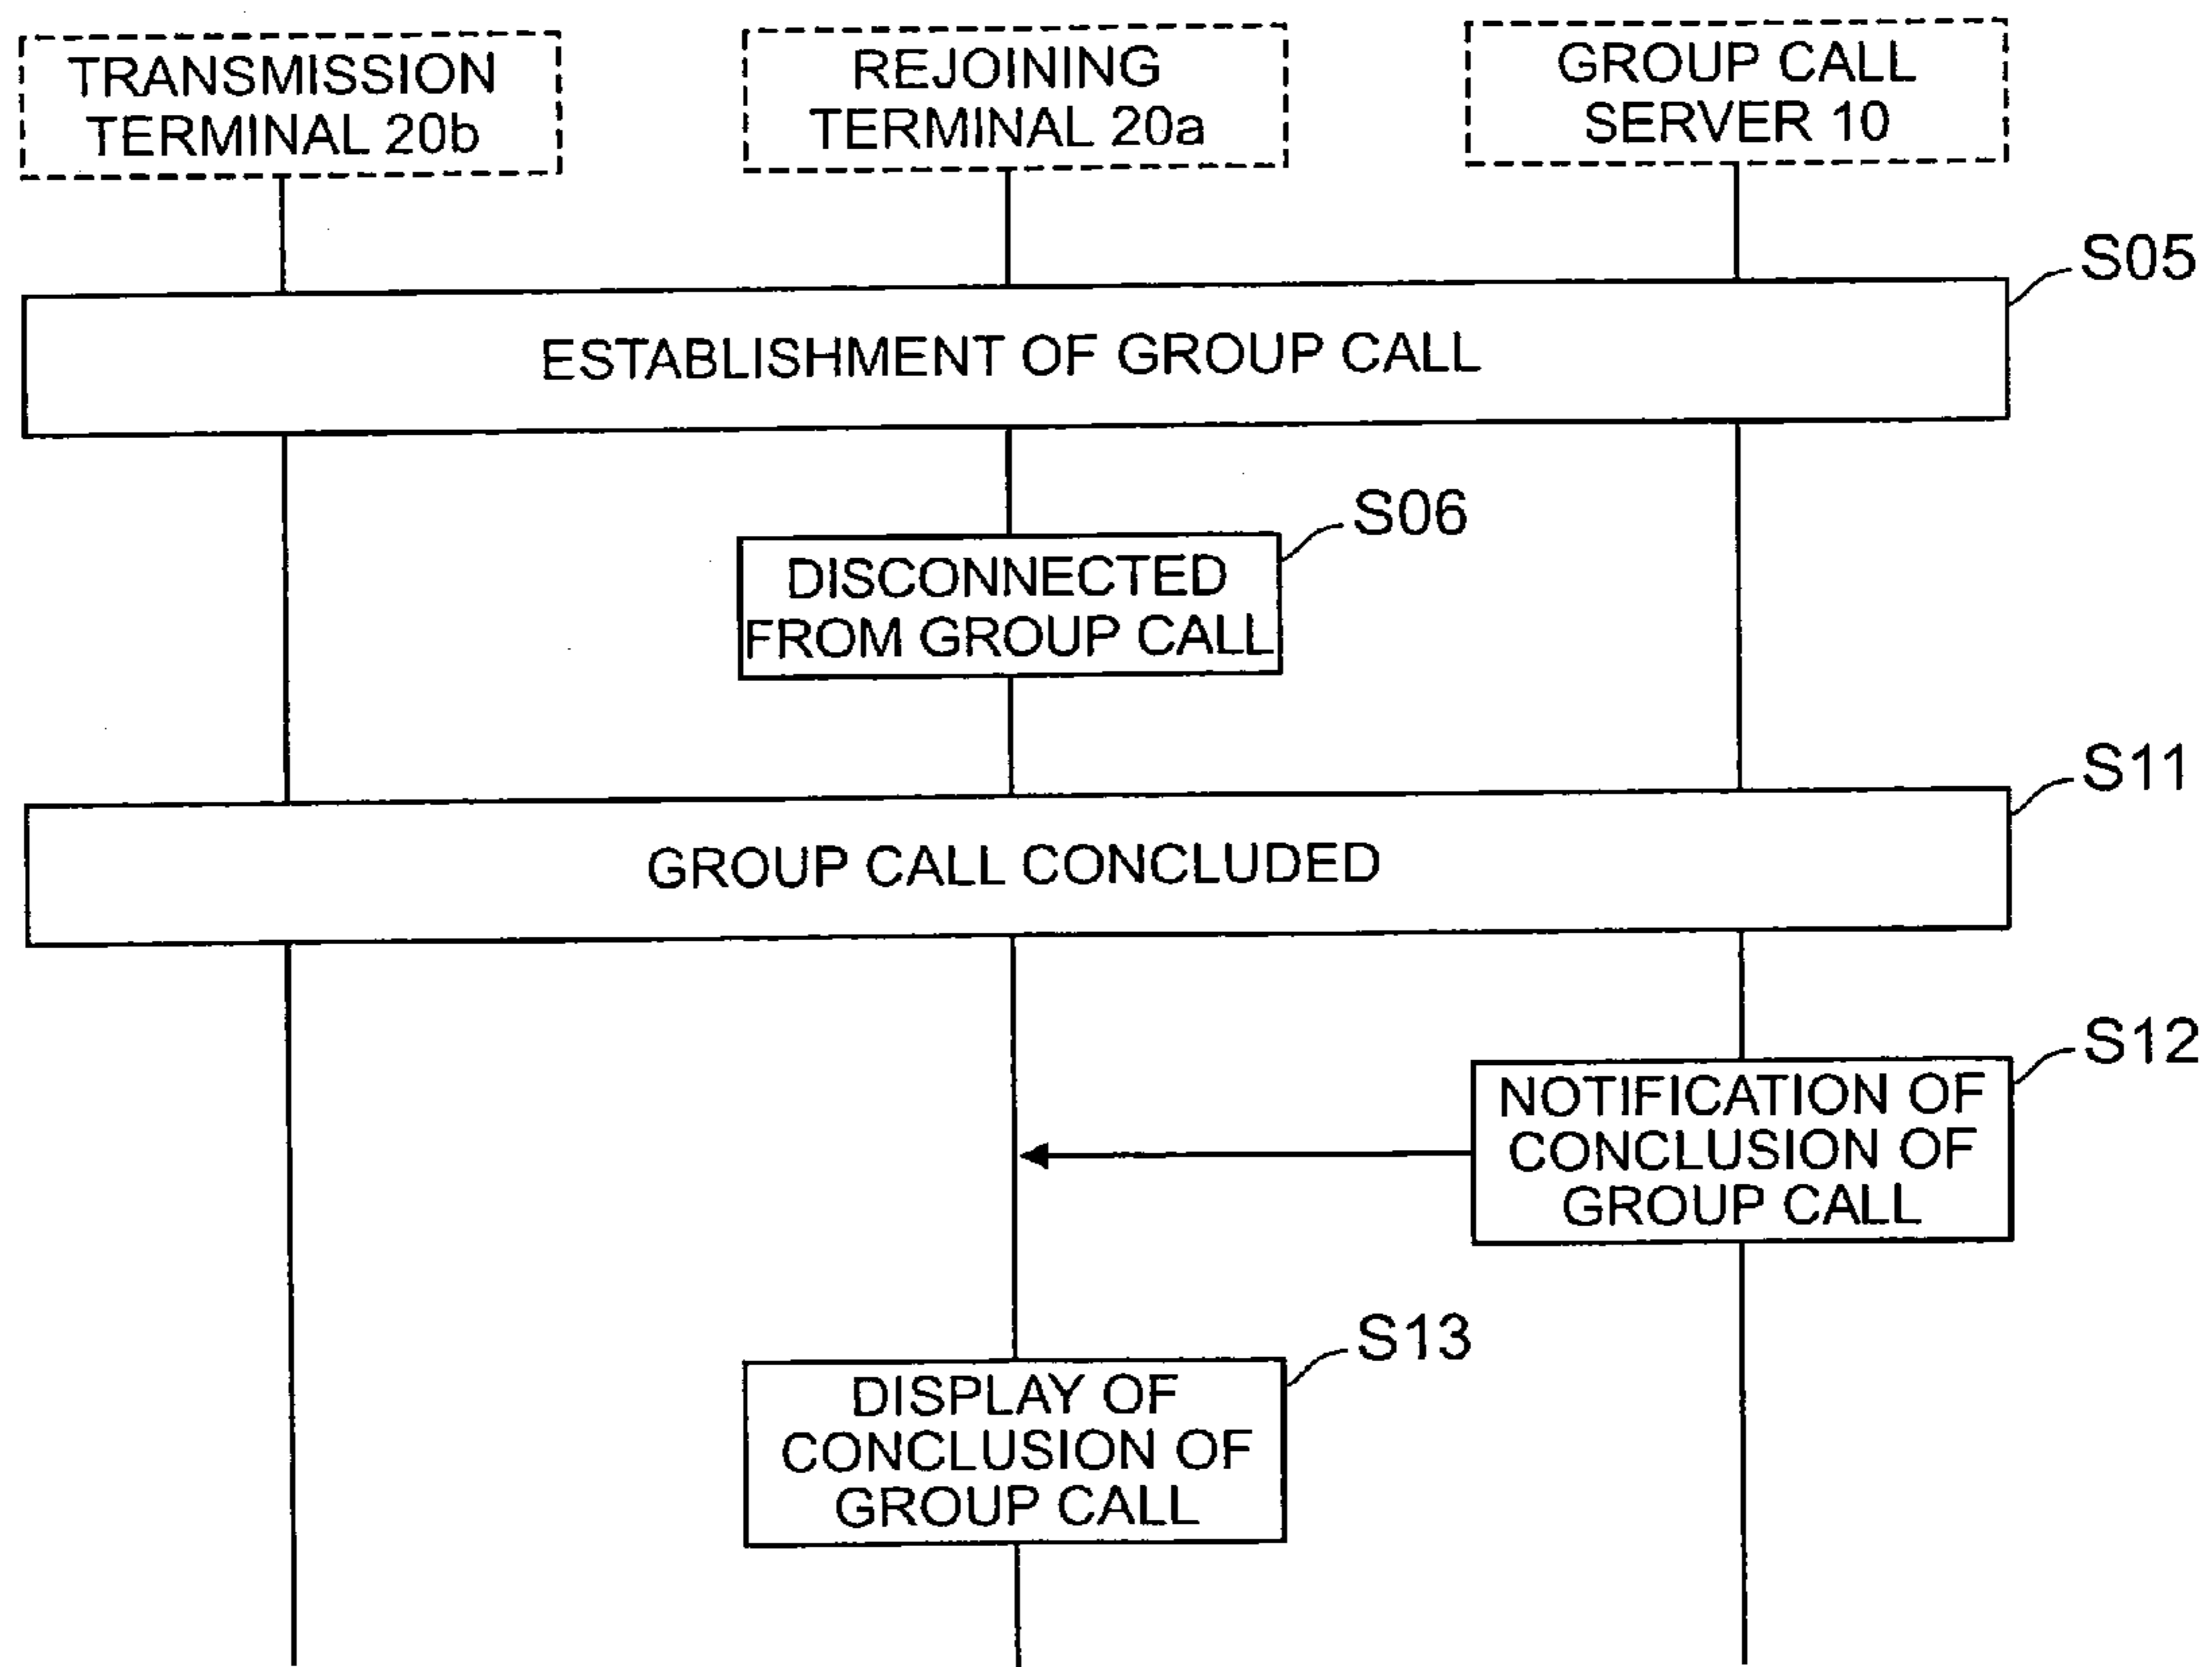 TRANSMISSION
TERMINAL 20b
REJOINING
TERMINAL 20a
GROUP CALL
SERVER 10
S05
ESTABLISHMENT OF GROUP CALL
S06
DISCONNECTED
FROM GROUP CALL
S11
GROUP CALL CONCLUDED
S12
NOTIFICATION OF
CONCLUSION OF
GROUP CALL
S13
DISPLAY OF
CONCLUSION OF
GROUP CALL